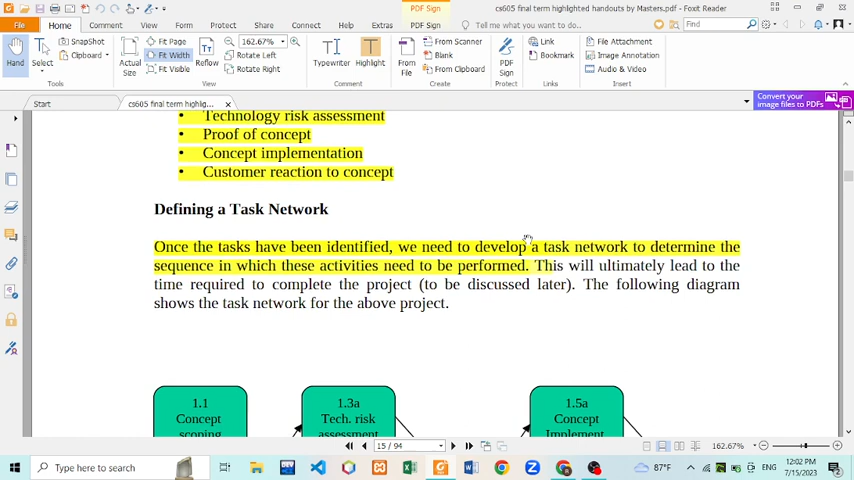 PDF Sign
cs605 final term highlighted handouts by Masters.pdf - Foxit Reader
File
Home
Comment
View
Form
Protect
Share
Connect
Help
Extras
PDF Sign
Tell me what you want to do...
Find
Hand
Select
SnapShot
Clipboard
Actual
Size
Fit Page
Fit Width
Fit Visible
Reflow
162.67%
Rotate Left
Rotate Right
Typewriter
Highlight
From
File
From Scanner
Blank
From Clipboard
PDF
Sign
Link
Bookmark
File Attachment
Image Annotation
Audio & Video
Tools
View
Comment
Create
Protect
Links
Insert
Start
cs605 final term highlig...
Convert your
image files to PDFs
• Technology risk assessment
• Proof of concept
• Concept implementation
• Customer reaction to concept
Defining a Task Network
Once the tasks have been identified, we need to develop a task network to determine the
sequence in which these activities need to be performed. This will ultimately lead to the
time required to complete the project (to be discussed later). The following diagram
shows the task network for the above project.
1.1
Concept
scoping
1.3a
Tech. risk
assessment
1.5a
Concept
Implement
15 / 94
162.67%
Type here to search
87°F
ENG
12:02 PM
7/15/2023
2